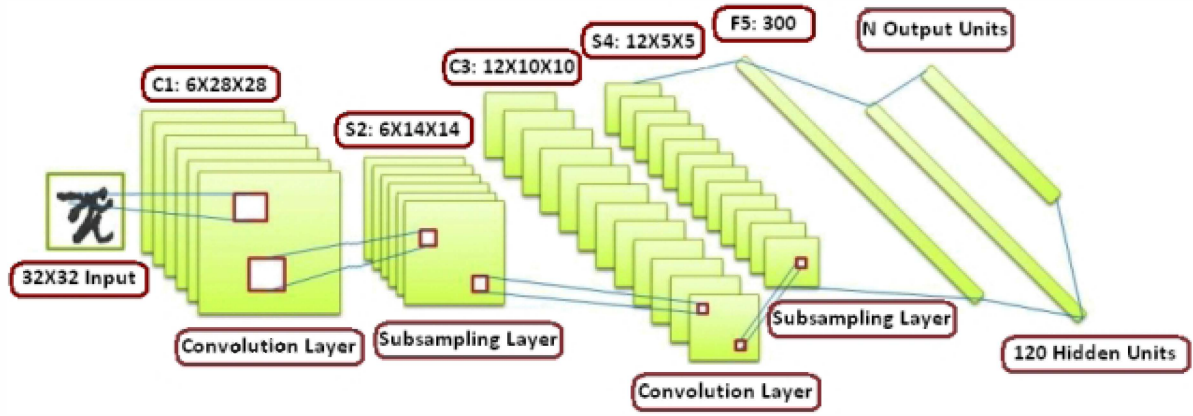 F5: 300
N Output Units
S4: 12X5X5
C3: 12X10X10
C1: 6X28X28
S2: 6X14X14
32X32 Input
Subsampling Layer
Subsampling Layer
Convolution Layer
120 Hidden Units
Convolution Layer